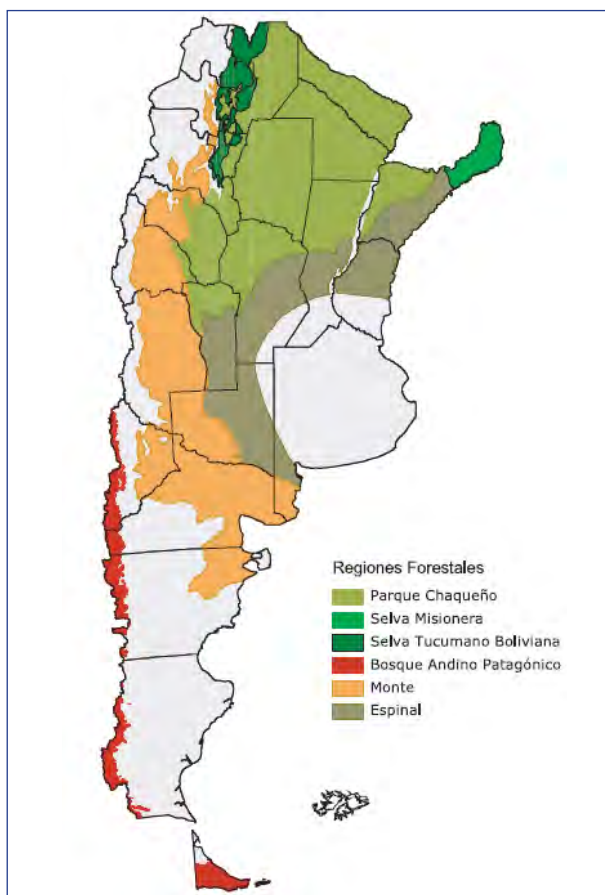 Regiones Forestales
Parque Chaqueño
Selva Misionera
Selva Tucumano Boliviana
Bosque Andino Patagónico
Monte
Espinal